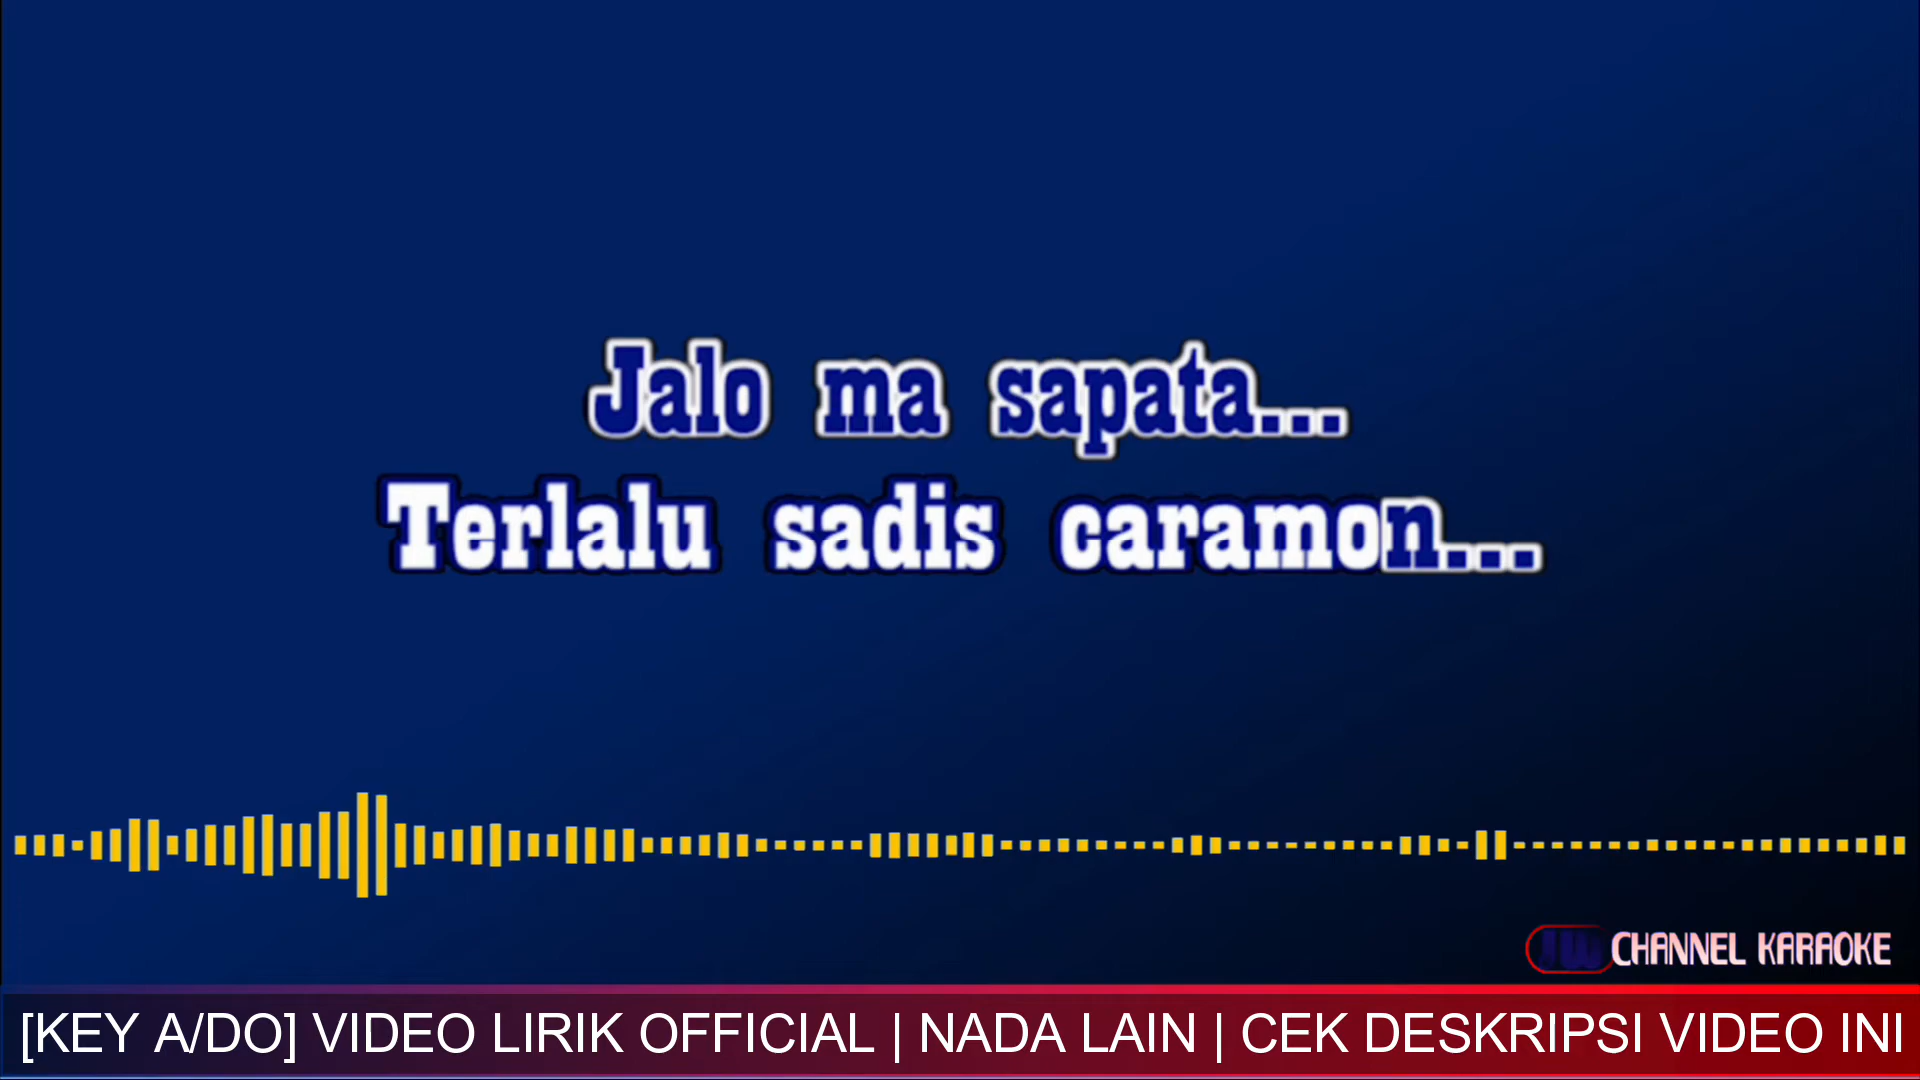 Jalo ma sapata...
Terlalu sadis caramon...
JW CHANNEL KARAOKE
[KEY A/DO] VIDEO LIRIK OFFICIAL | NADA LAIN | CEK DESKRIPSI VIDEO INI